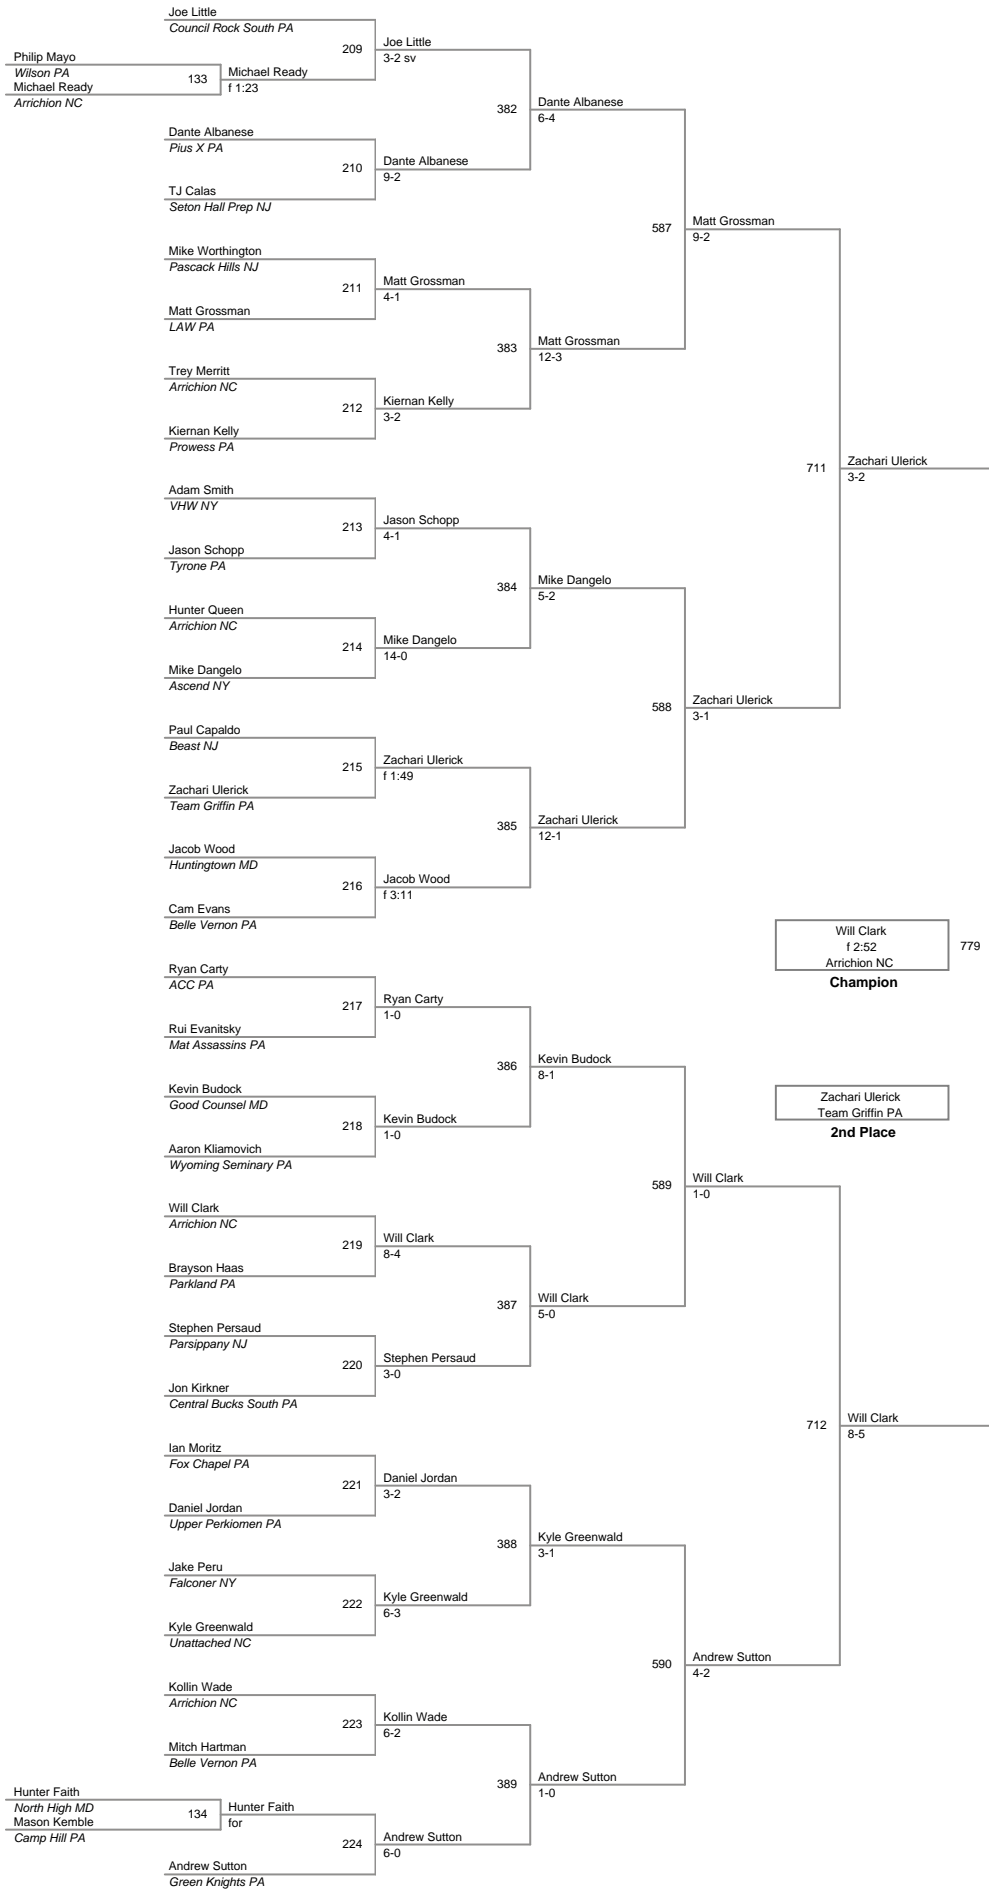 Joe Little
Council Rock South PA
209
Joe Little
3-2 sv
Philip Mayo
Wilson PA
133
Michael Ready
f 1:23
Michael Ready
Arrichion NC
382
Dante Albanese
6-4
Dante Albanese
Pius X PA
210
Dante Albanese
9-2
TJ Calas
Seton Hall Prep NJ
587
Matt Grossman
9-2
Mike Worthington
Pascack Hills NJ
211
Matt Grossman
4-1
Matt Grossman
LAW PA
383
Matt Grossman
12-3
Trey Merritt
Arrichion NC
212
Kiernan Kelly
3-2
Kiernan Kelly
Prowess PA
711
Zachari Ulerick
3-2
Adam Smith
VHW NY
213
Jason Schopp
4-1
Jason Schopp
Tyrone PA
384
Mike Dangelo
5-2
Hunter Queen
Arrichion NC
214
Mike Dangelo
14-0
Mike Dangelo
Ascend NY
588
Zachari Ulerick
3-1
Paul Capaldo
Beast NJ
215
Zachari Ulerick
f 1:49
Zachari Ulerick
Team Griffin PA
385
Zachari Ulerick
12-1
Jacob Wood
Huntingtown MD
216
Jacob Wood
f 3:11
Cam Evans
Belle Vernon PA
Will Clark
f 2:52
Arrichion NC
779
Champion
Ryan Carty
ACC PA
217
Ryan Carty
1-0
Rui Evanitsky
Mat Assassins PA
386
Kevin Budock
8-1
Kevin Budock
Good Counsel MD
218
Kevin Budock
1-0
Aaron Kliamovich
Wyoming Seminary PA
Zachari Ulerick
Team Griffin PA
2nd Place
589
Will Clark
1-0
Will Clark
Arrichion NC
219
Will Clark
8-4
Brayson Haas
Parkland PA
387
Will Clark
5-0
Stephen Persaud
Parsippany NJ
220
Stephen Persaud
3-0
Jon Kirkner
Central Bucks South PA
712
Will Clark
8-5
Ian Moritz
Fox Chapel PA
221
Daniel Jordan
3-2
Daniel Jordan
Upper Perkiomen PA
388
Kyle Greenwald
3-1
Jake Peru
Falconer NY
222
Kyle Greenwald
6-3
Kyle Greenwald
Unattached NC
590
Andrew Sutton
4-2
Kollin Wade
Arrichion NC
223
Kollin Wade
6-2
Mitch Hartman
Belle Vernon PA
389
Andrew Sutton
1-0
Hunter Faith
North High MD
134
Hunter Faith
for
Mason Kemble
Camp Hill PA
224
Andrew Sutton
6-0
Andrew Sutton
Green Knights PA